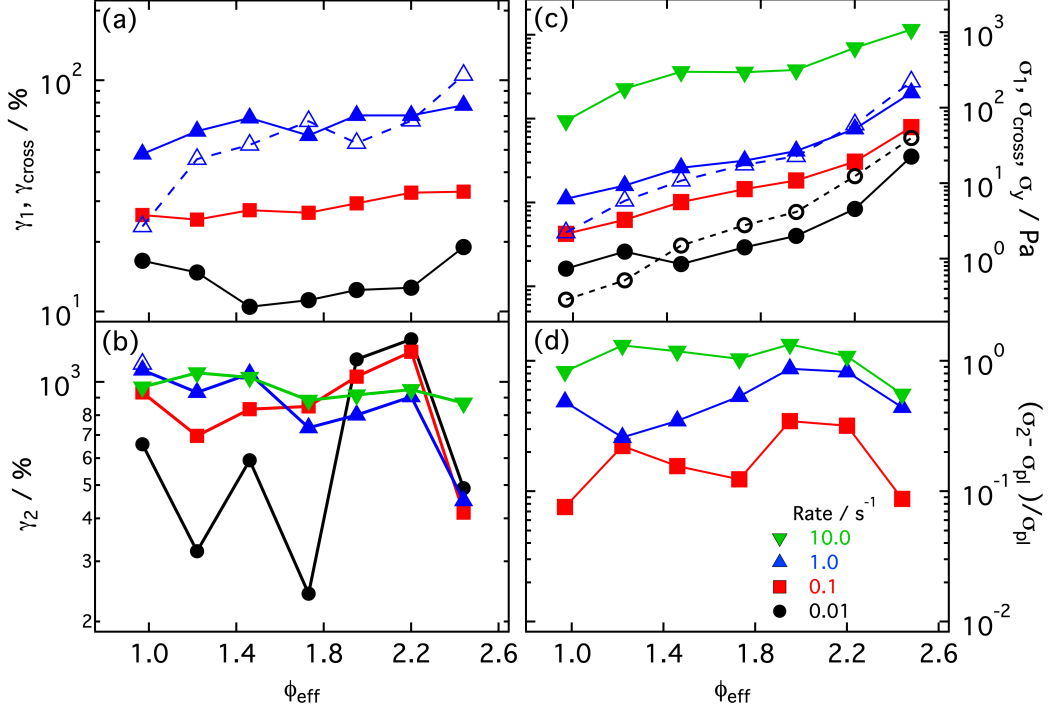 (a)
10²
10¹
γ₁, γcross / %
(b)
10³
8
7
6
5
4
3
2
γ₂ / %
1.0
1.4
1.8
2.2
2.6
ϕeff
(c)
10³
10²
10¹
10⁰
σ₁, σcross, σy / Pa
(d)
10⁰
10⁻¹
10⁻²
(σ₂- σpl )/σpl
Rate / s⁻¹
10.0
1.0
0.1
0.01
1.0
1.4
1.8
2.2
2.6
ϕeff